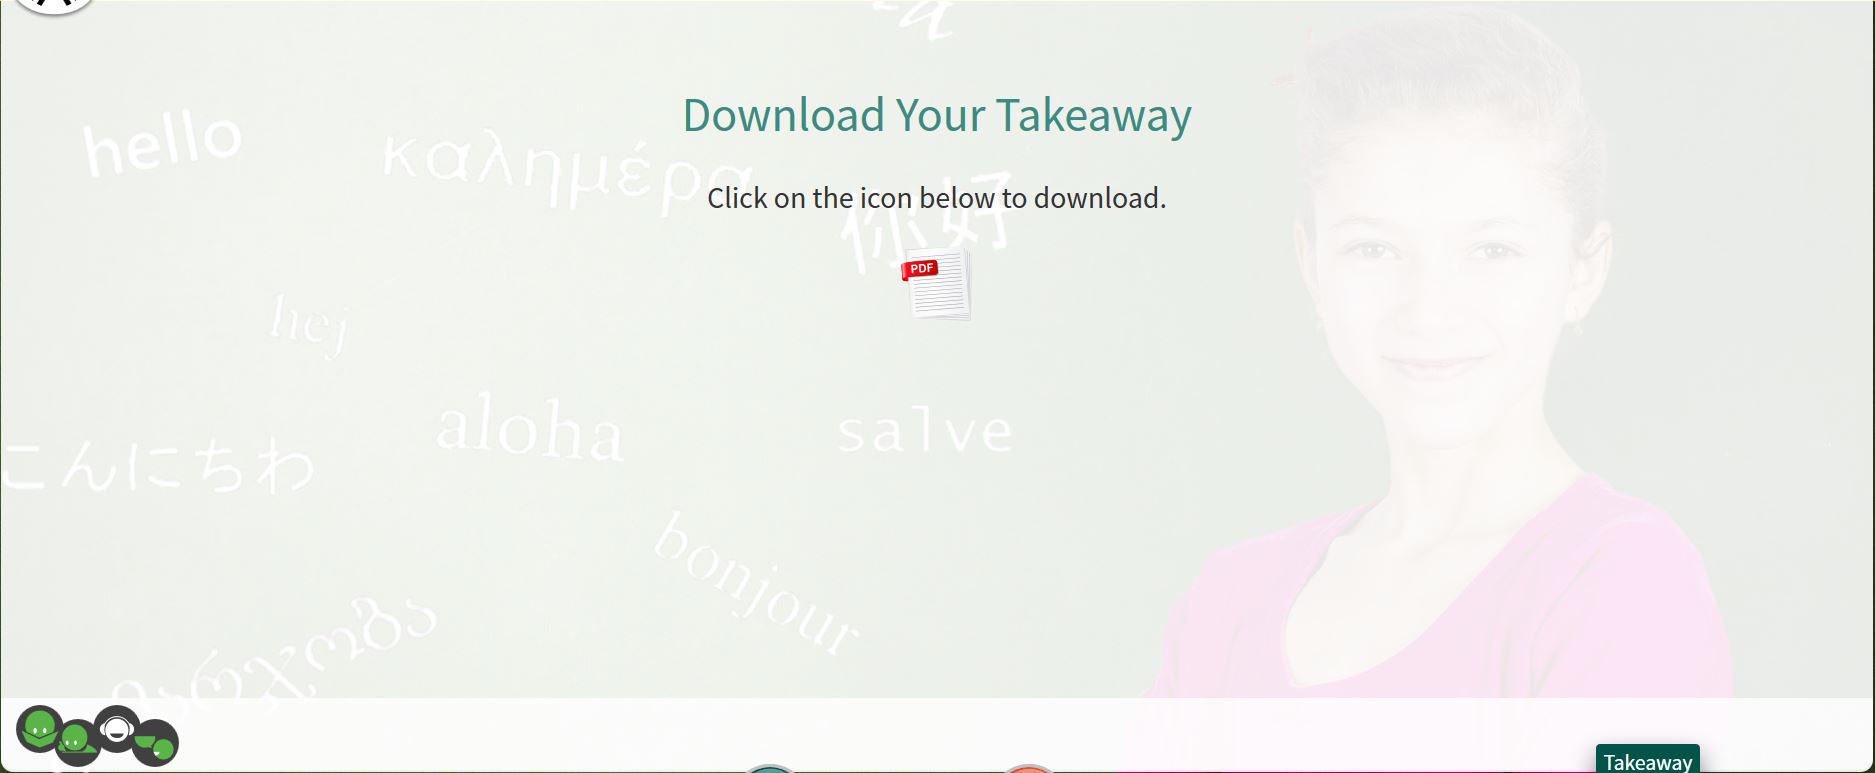 Download Your Takeaway
hello
καλημέρα
Click on the icon below to download.
你好
PDF
hej
aloha
salve
こんにちわ
bonjour
Takeaway